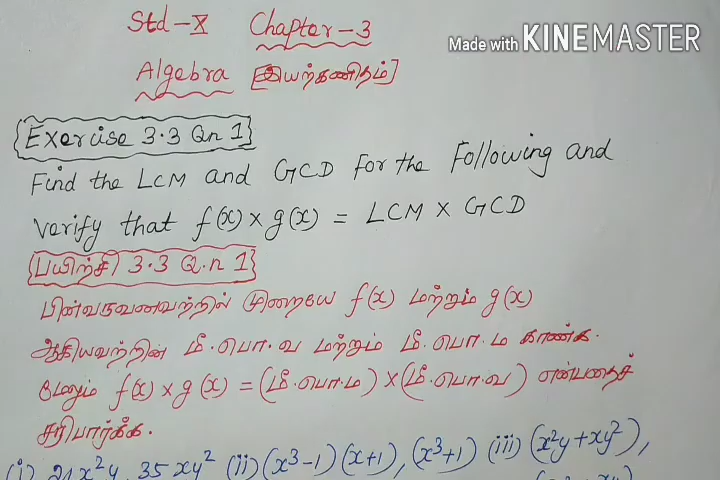 Std-X Chapter-3
Made with KINEMASTER
Algebra [இயற்கணிதம்]
Exercise 3.3 Qn 1
Find the LCM and GCD for the following and
verify that f(x) × g(x) = LCM × GCD
பயிற்சி 3.3 Q.n 1
பின்வருவனவற்றில் முறையே f(x) மற்றும் g(x)
ஆகியவற்றின் மீ.பொ.வ மற்றும் மீ.பொ.ம காண்க.
மேலும் f(x) × g(x) = (மீ.பொ.ம) × (மீ.பொ.வ) என்பதைச்
சரிபார்க்க.
(i) 21x²y, 35xy² (ii) (x³-1)(x+1), (x³+1) (iii) (x²y+xy²),